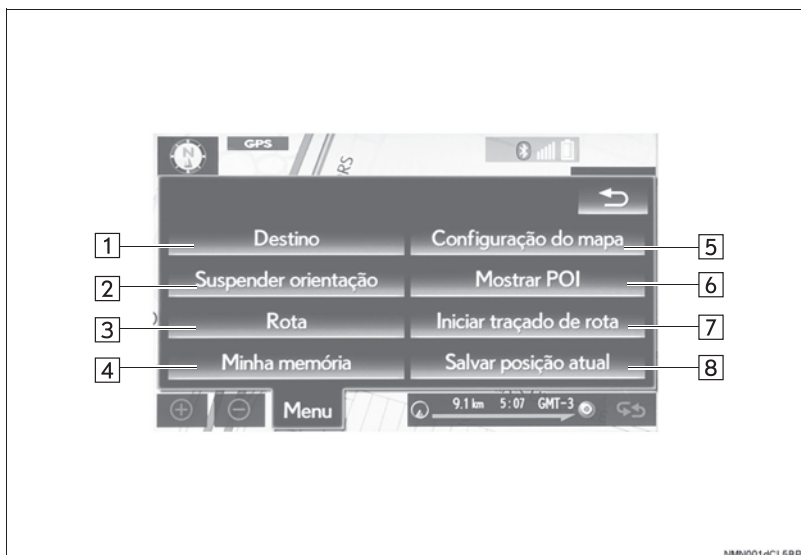 N
GPS
RS
1 Destino
Configuração do mapa 5
2 Suspender orientação
Mostrar POI 6
3 Rota
Iniciar traçado de rota 7
4 Minha memória
Salvar posição atual 8
Menu
9.1 km 5:07 GMT-3